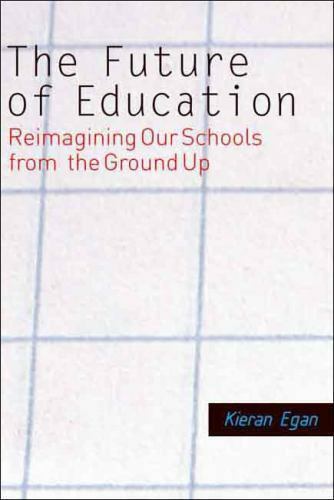 The Future
of Education
Reimagining Our Schools
from the Ground Up
Kieran Egan